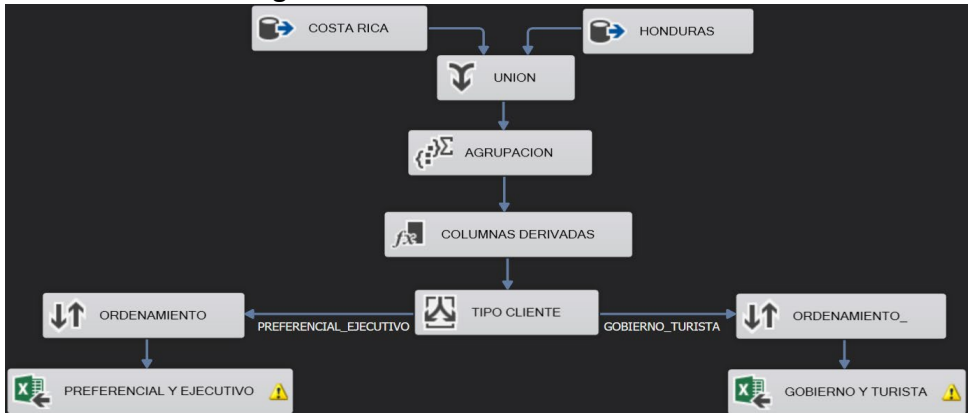 COSTA RICA
HONDURAS
UNION
AGRUPACION
COLUMNAS DERIVADAS
ORDENAMIENTO
PREFERENCIAL_EJECUTIVO
TIPO CLIENTE
GOBIERNO_TURISTA
ORDENAMIENTO_
PREFERENCIAL Y EJECUTIVO
GOBIERNO Y TURISTA